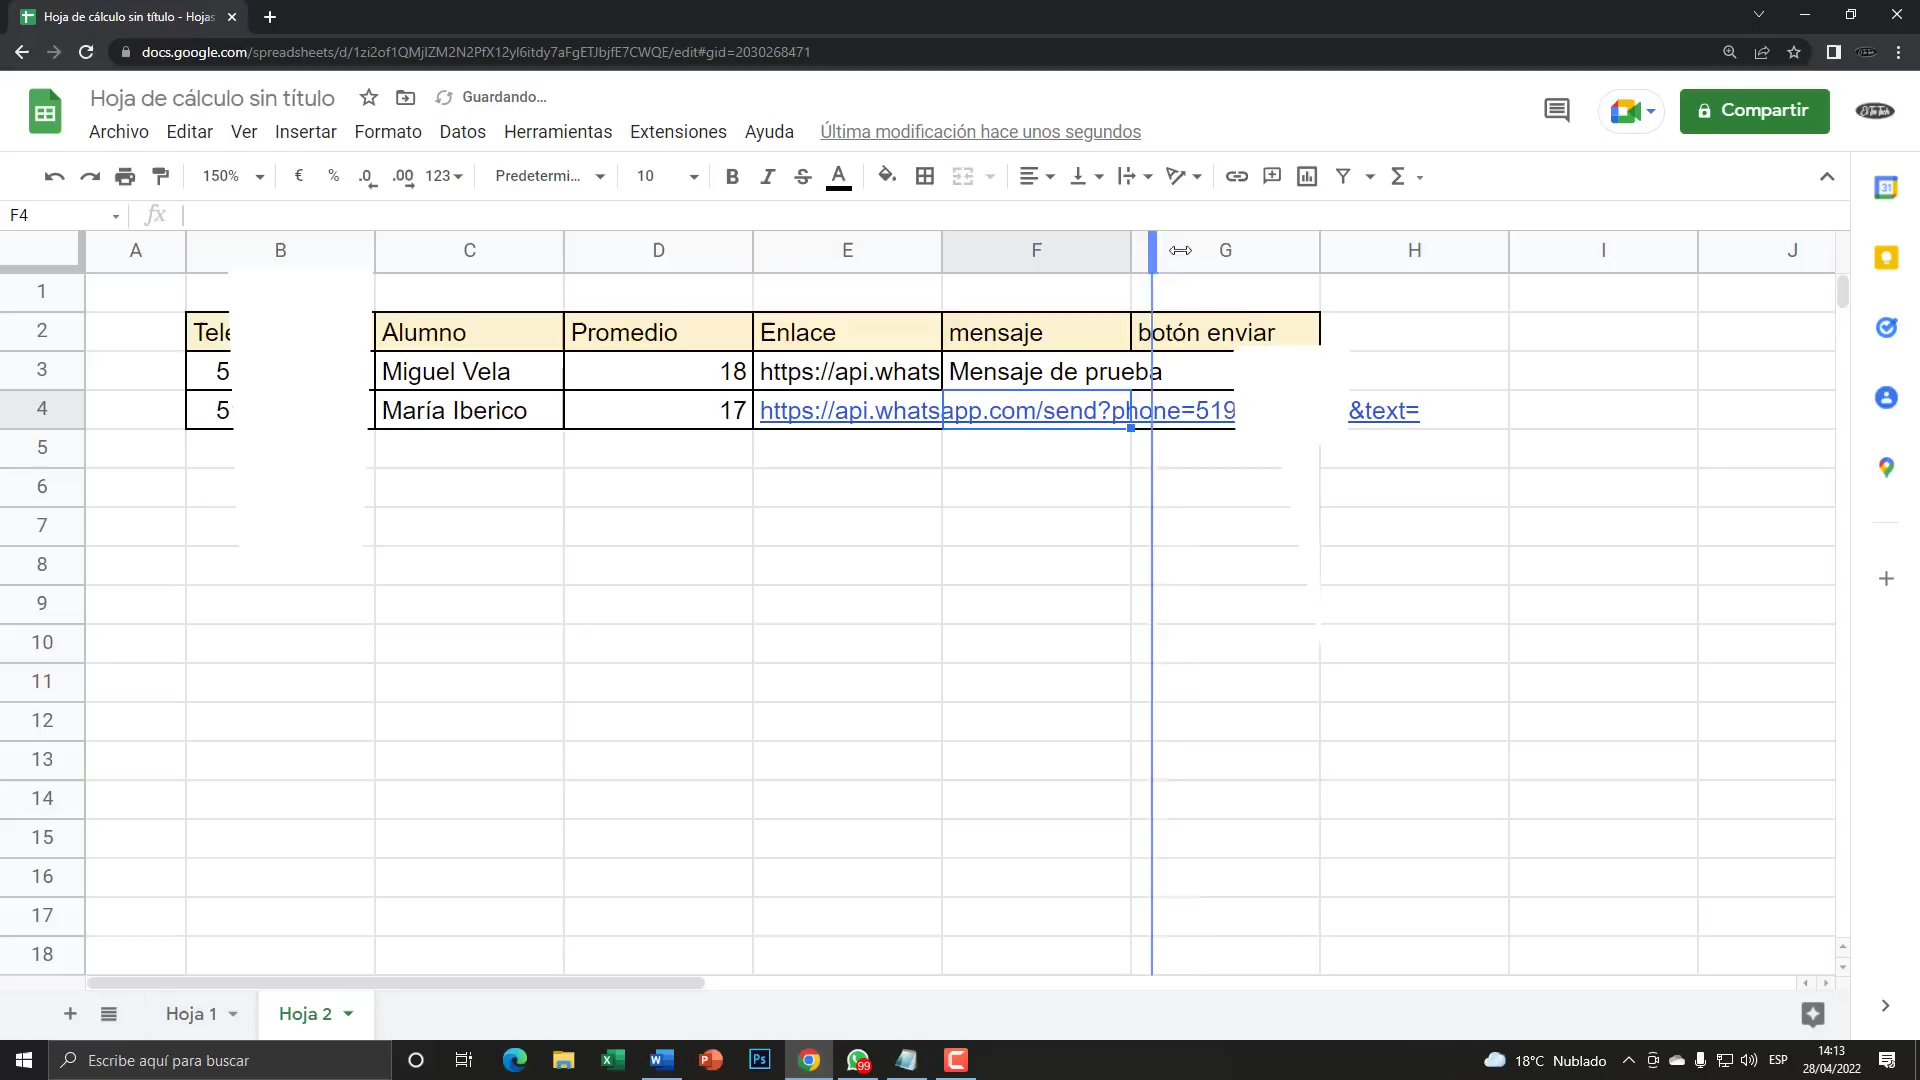 Hoja de cálculo sin título - Hojas
docs.google.com/spreadsheets/d/1zi2of1QMjIZM2N2PfX12yl6itdy7aFgETJbjfE7CWQE/edit#gid=2030268471
Hoja de cálculo sin título Guardando...
Archivo Editar Ver Insertar Formato Datos Herramientas Extensiones Ayuda Última modificación hace unos segundos
Compartir
150% € % .0 .00 123 Predetermi... 10
F4
A B C D E F G H I J
1
2 Tele Alumno Promedio Enlace mensaje botón enviar
3 5 Miguel Vela 18 https://api.whats Mensaje de prueba
4 5 María Iberico 17 https://api.whatsapp.com/send?phone=519 &text=
5
6
7
8
9
10
11
12
13
14
15
16
17
18
Hoja 1 Hoja 2
Escribe aquí para buscar
99
18°C Nublado
ESP
14:13
28/04/2022
31